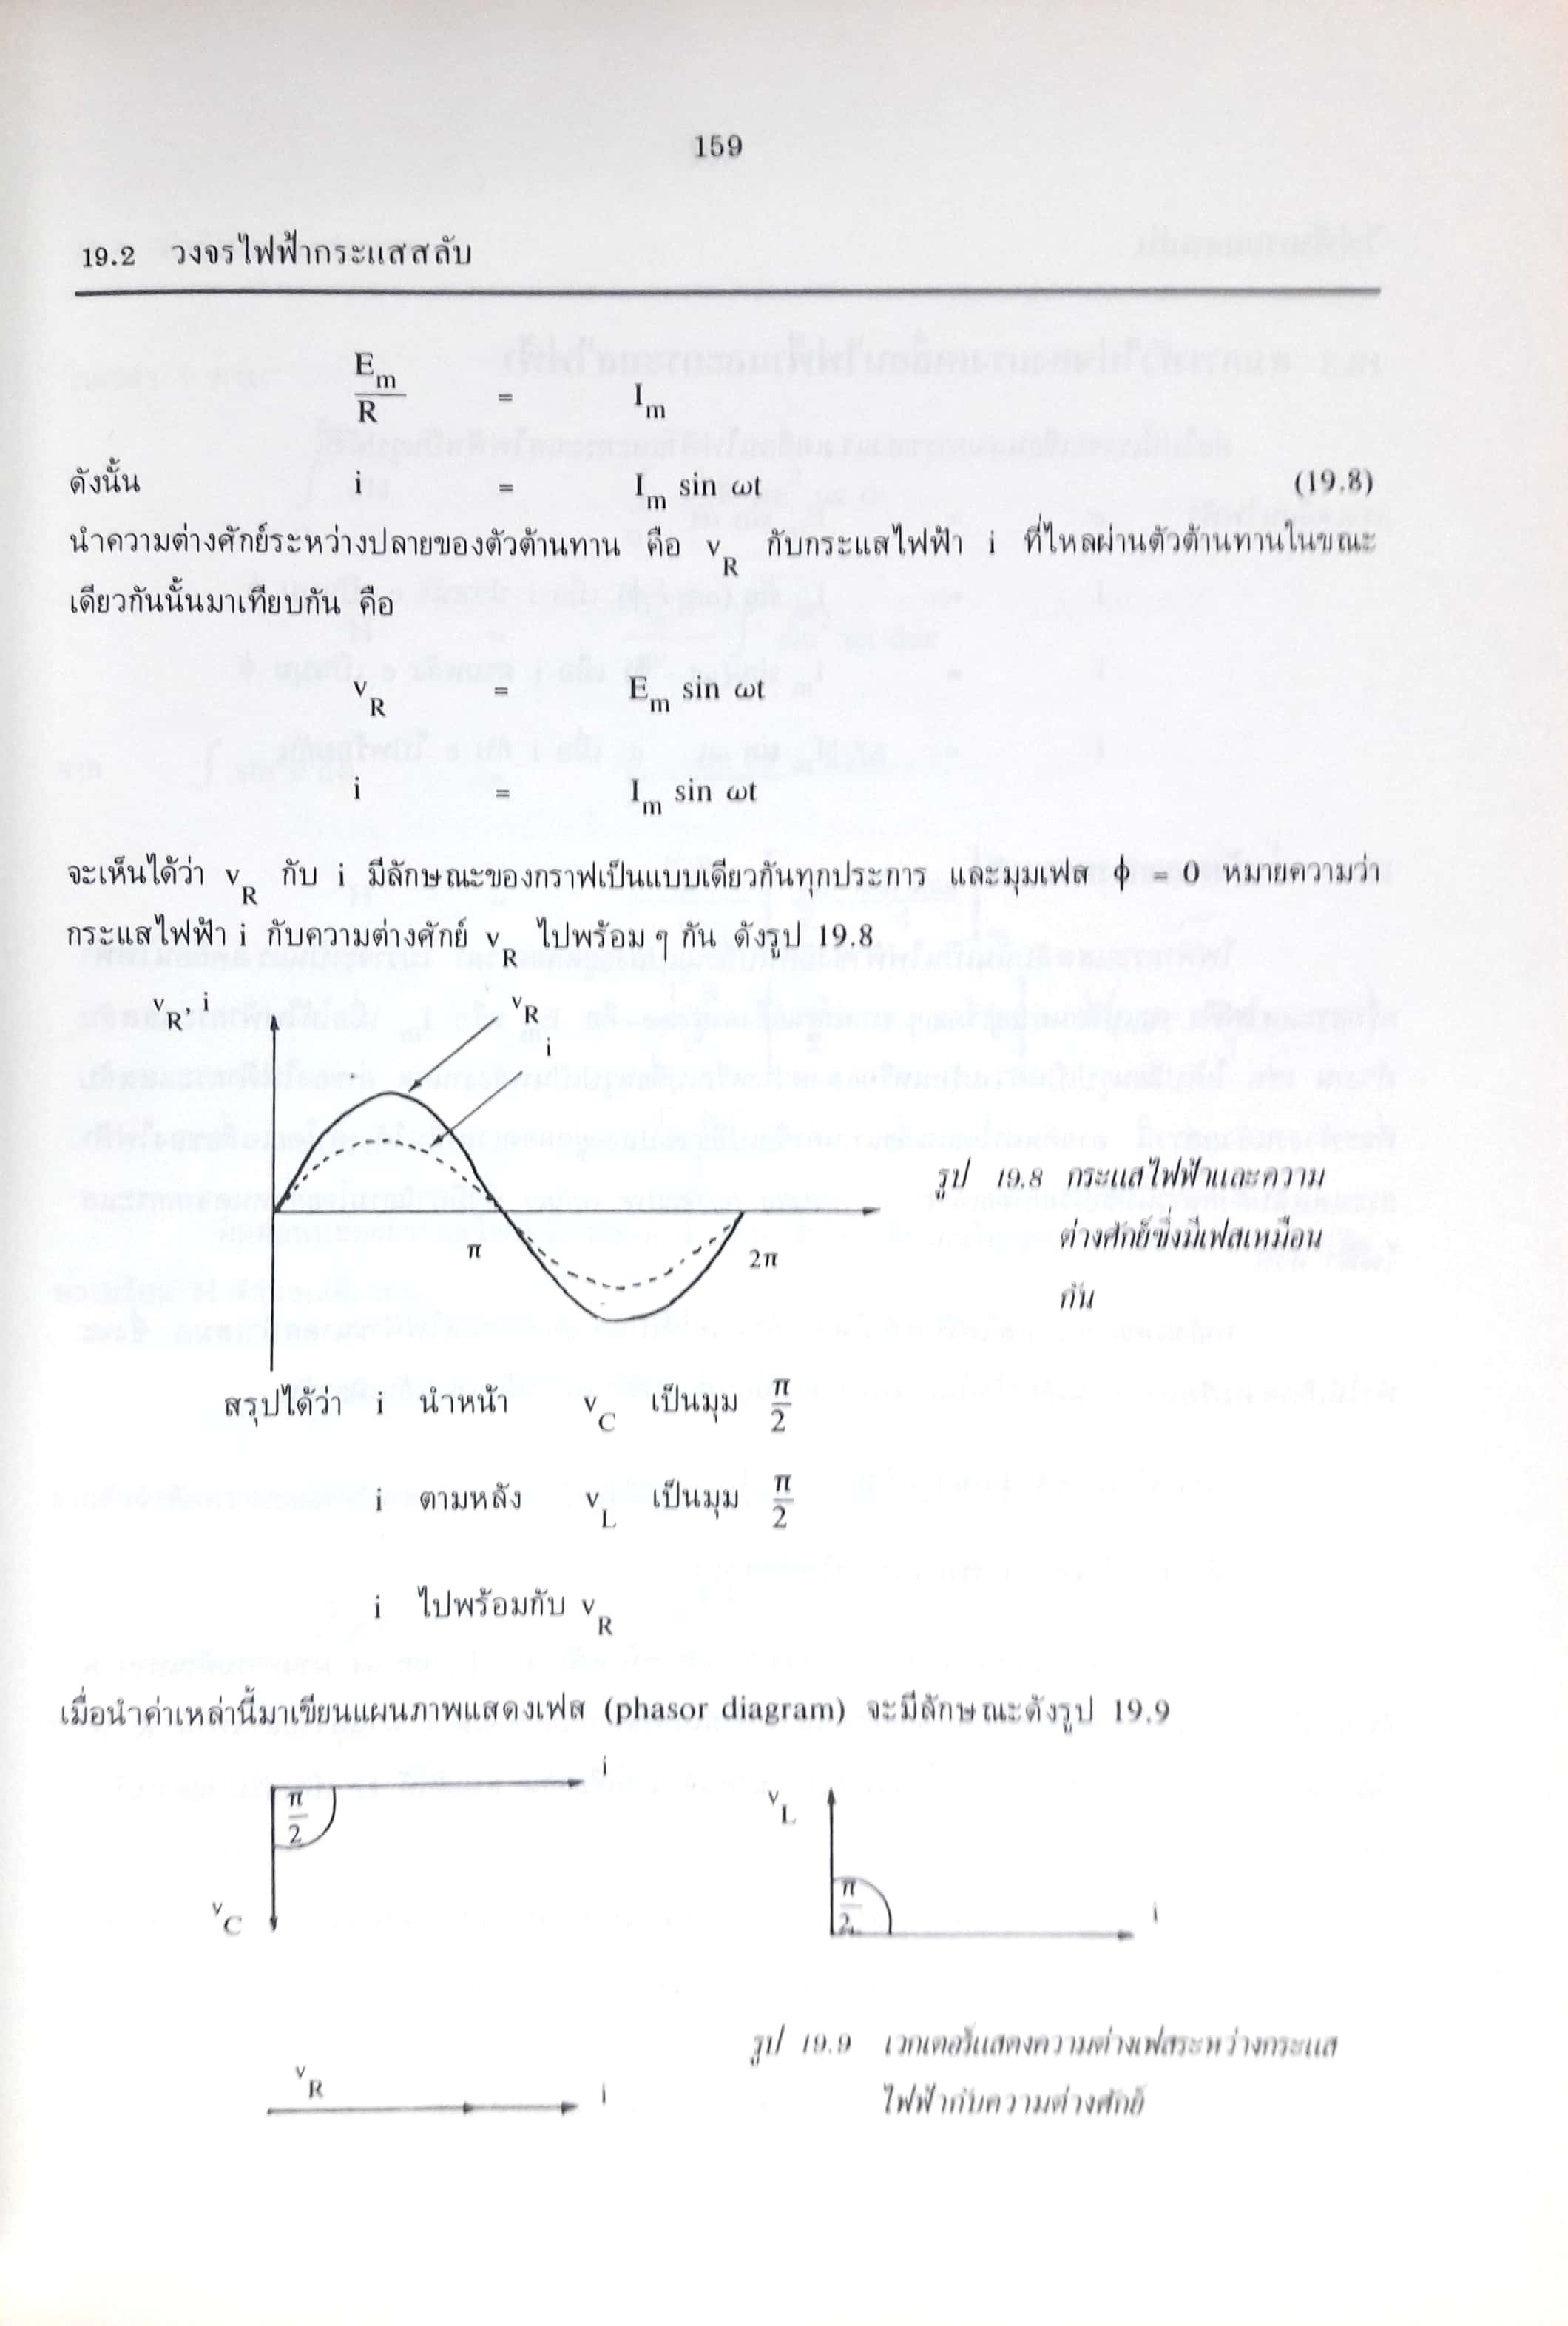 159
19.2 วงจรไฟฟ้ากระแสสลับ
E_m / R = I_m
ดังนั้น i = I_m sin ωt (19.8)
นำความต่างศักย์ระหว่างปลายของตัวต้านทาน คือ v_R กับกระแสไฟฟ้า i ที่ไหลผ่านตัวต้านทานในขณะ
เดียวกันนั้นมาเทียบกัน คือ
v_R = E_m sin ωt
i = I_m sin ωt
จะเห็นได้ว่า v_R กับ i มีลักษณะของกราฟเป็นแบบเดียวกันทุกประการ และมุมเฟส ϕ = 0 หมายความว่า
กระแสไฟฟ้า i กับความต่างศักย์ v_R ไปพร้อม ๆ กัน ดังรูป 19.8
v_R, i
v_R
i
π
2π
รูป 19.8 กระแสไฟฟ้าและความ
ต่างศักย์ซึ่งมีเฟสเหมือน
กัน
สรุปได้ว่า i นำหน้า v_C เป็นมุม π/2
i ตามหลัง v_L เป็นมุม π/2
i ไปพร้อมกับ v_R
เมื่อนำค่าเหล่านี้มาเขียนแผนภาพแสดงเฟส (phasor diagram) จะมีลักษณะดังรูป 19.9
i
π/2
v_C
v_L
π/2
i
v_R
i
รูป 19.9 เวกเตอร์แสดงความต่างเฟสระหว่างกระแส
ไฟฟ้ากับความต่างศักย์